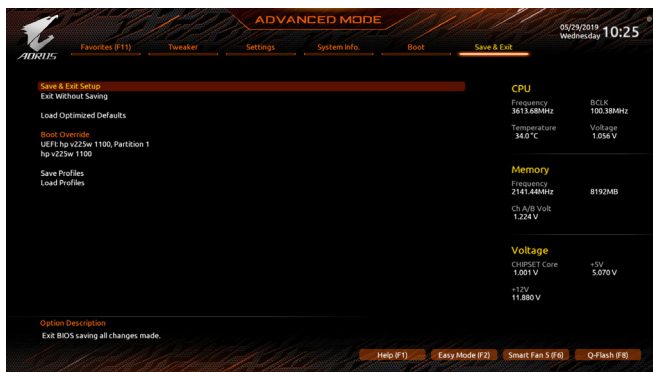 ADVANCED MODE
05/29/2019
Wednesday 10:25
AORUS
Favorites (F11) Tweaker Settings System Info. Boot Save & Exit
Save & Exit Setup
Exit Without Saving
Load Optimized Defaults
Boot Override
UEFI: hp v225w 1100, Partition 1
hp v225w 1100
Save Profiles
Load Profiles
CPU
Frequency BCLK
3613.68MHz 100.38MHz
Temperature Voltage
34.0 °C 1.056 V
Memory
Frequency
2141.44MHz 8192MB
Ch A/B Volt
1.224 V
Voltage
CHIPSET Core +5V
1.001 V 5.070 V
+12V
11.880 V
Option Description
Exit BIOS saving all changes made.
Help (F1) Easy Mode (F2) Smart Fan 5 (F6) Q-Flash (F8)